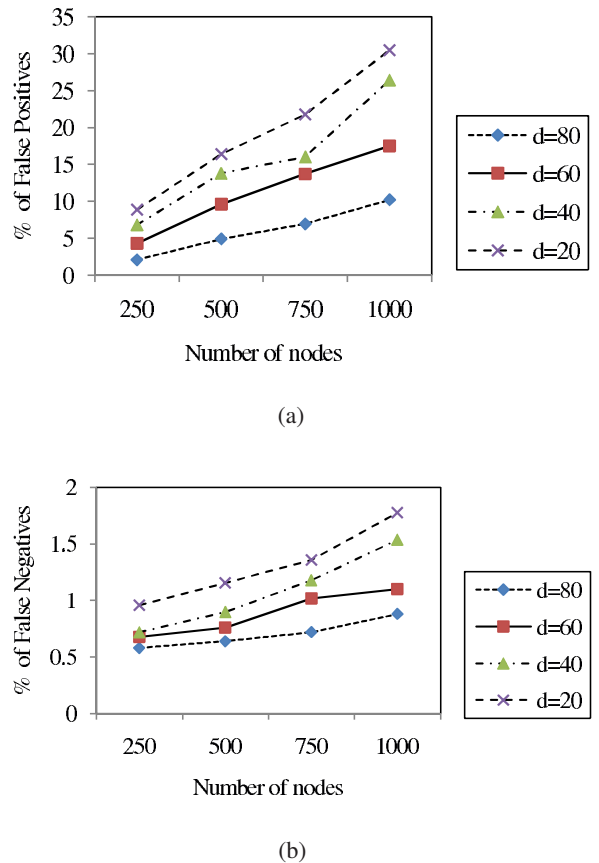 35
30
25
20
15
10
5
0
% of False Positives
250 500 750 1000
Number of nodes
d=80
d=60
d=40
d=20
(a)
2
1.5
1
0.5
0
% of False Negatives
250 500 750 1000
Number of nodes
d=80
d=60
d=40
d=20
(b)